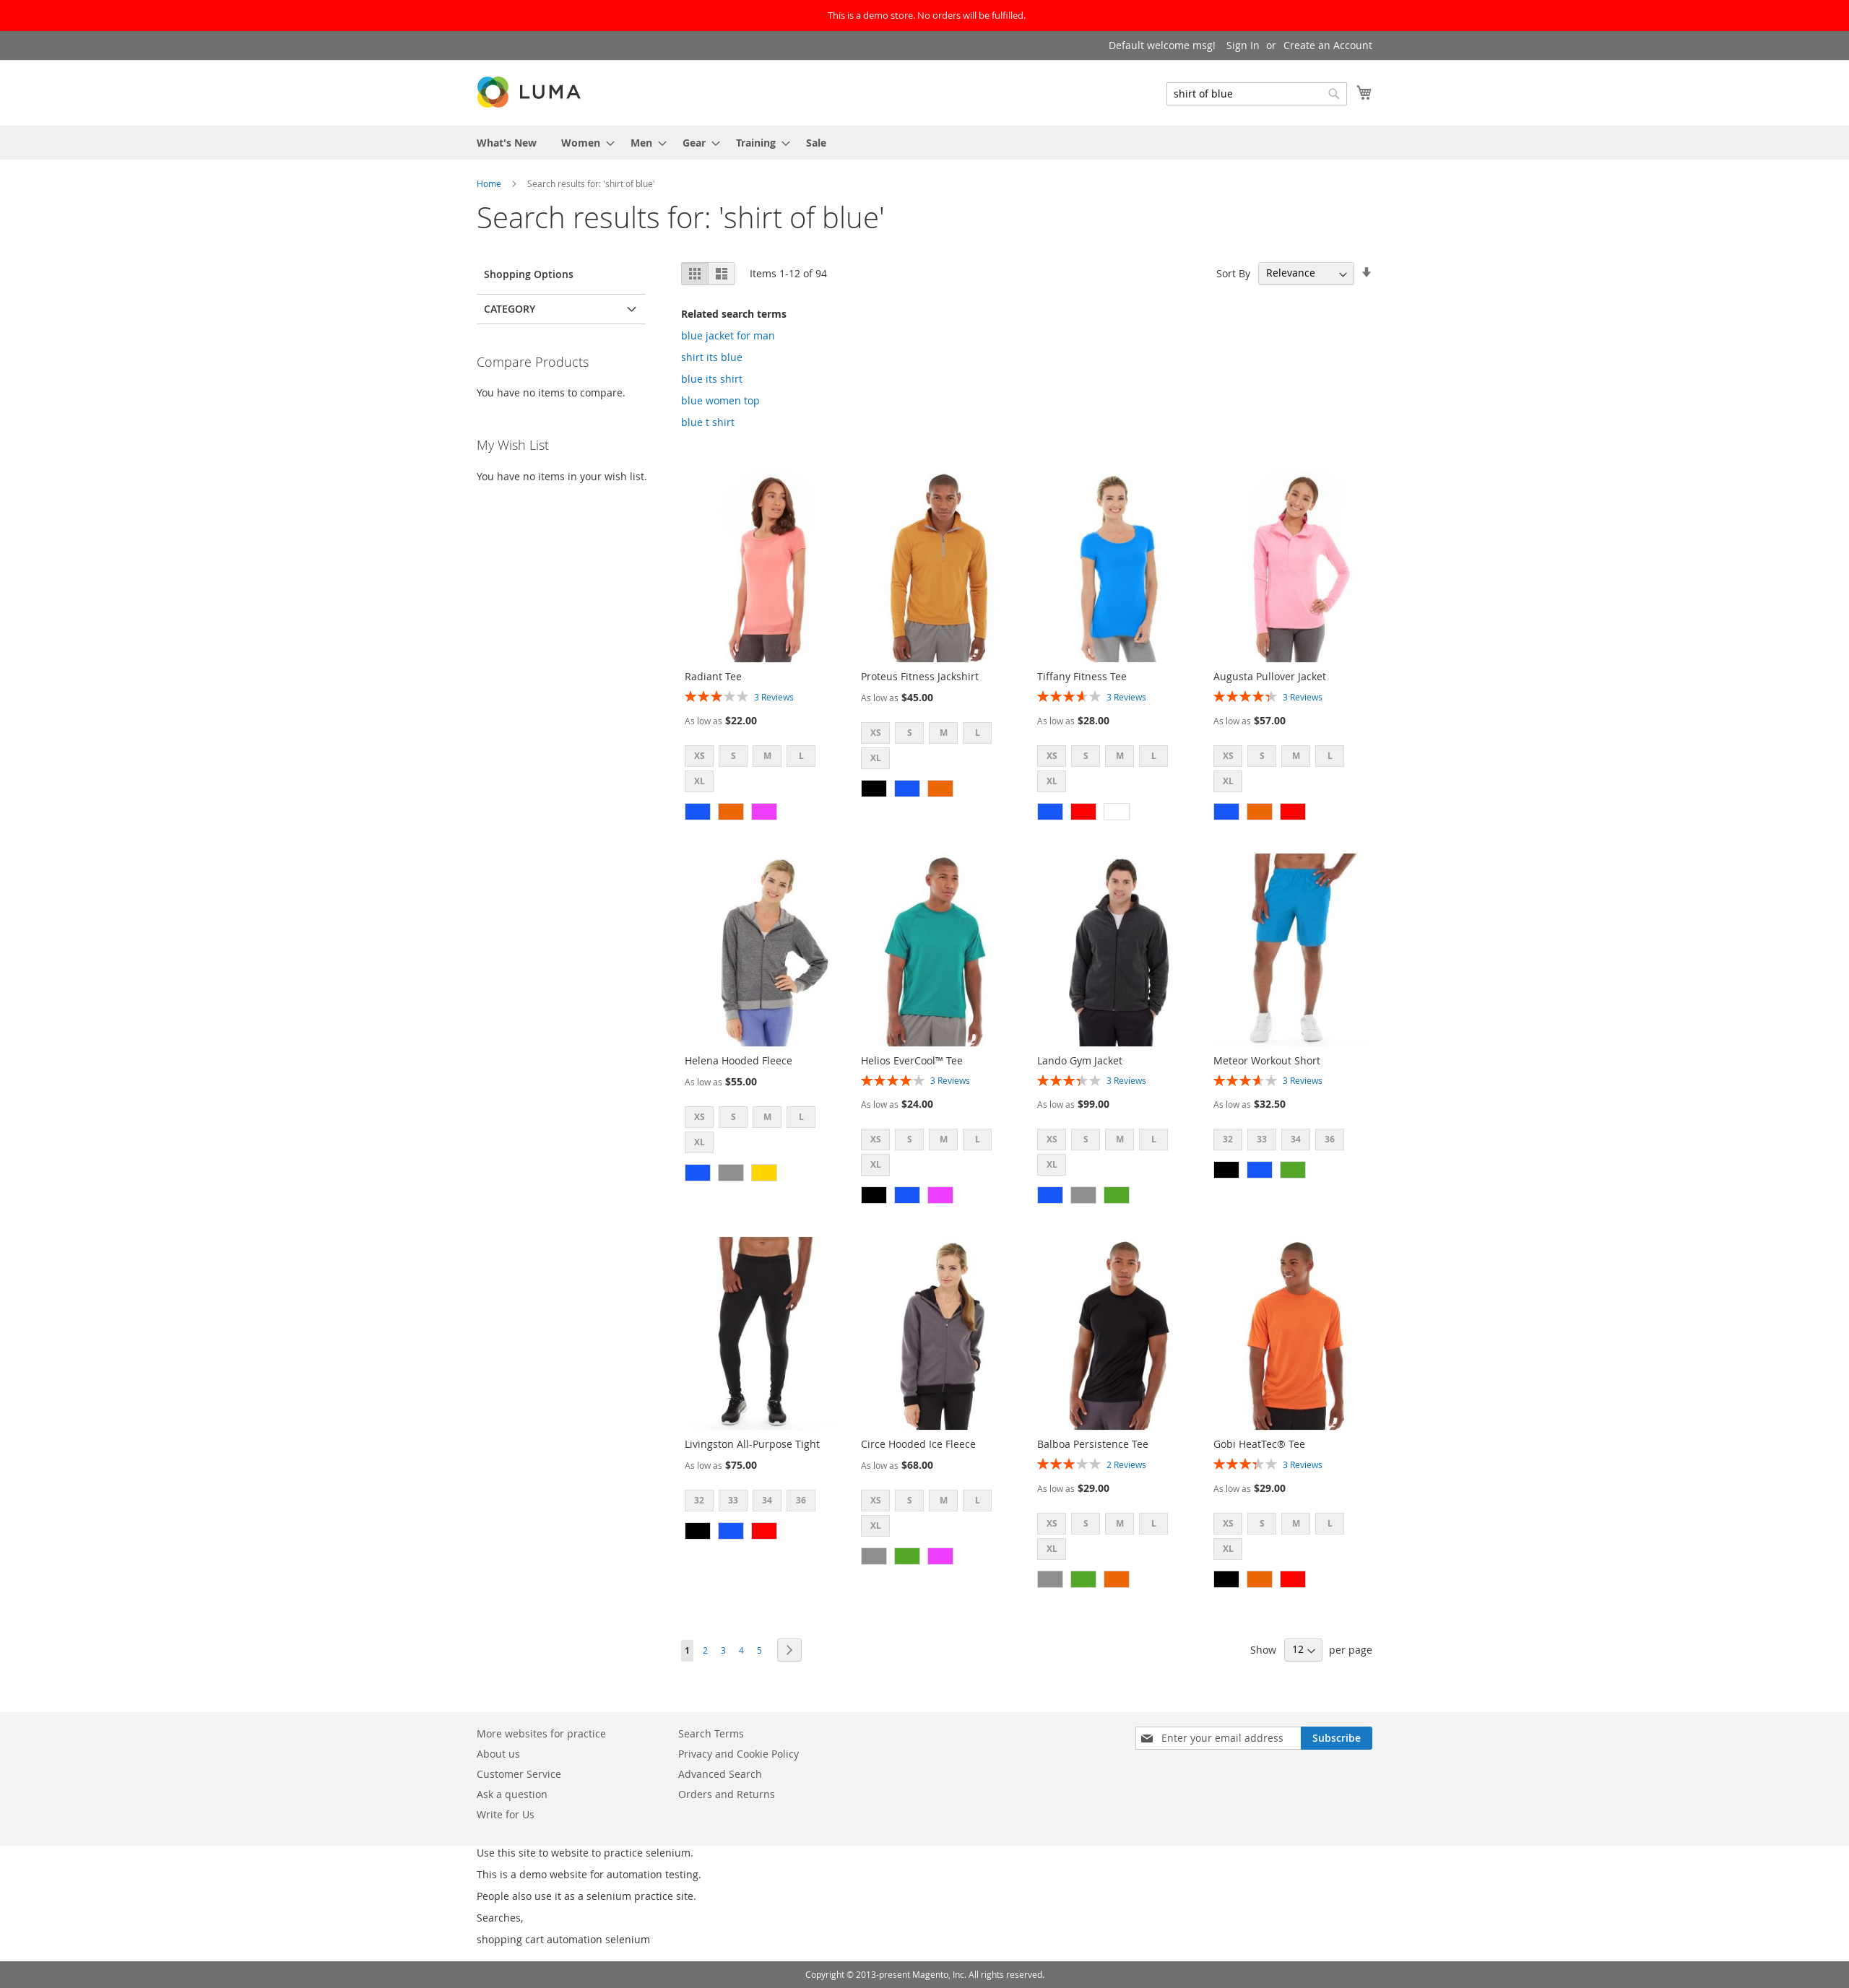 This is a demo store. No orders will be fulfilled.
Default welcome msg! Sign In or Create an Account
LUMA
shirt of blue
What's New Women Men Gear Training Sale
Home > Search results for: 'shirt of blue'
Search results for: 'shirt of blue'
Shopping Options
CATEGORY
Compare Products
You have no items to compare.
My Wish List
You have no items in your wish list.
Items 1-12 of 94
Sort By Relevance
Related search terms
blue jacket for man
shirt its blue
blue its shirt
blue women top
blue t shirt
Radiant Tee
3 Reviews
As low as $22.00
XS S M L
XL
Proteus Fitness Jackshirt
As low as $45.00
XS S M L
XL
Tiffany Fitness Tee
3 Reviews
As low as $28.00
XS S M L
XL
Augusta Pullover Jacket
3 Reviews
As low as $57.00
XS S M L
XL
Helena Hooded Fleece
As low as $55.00
XS S M L
XL
Helios EverCool™ Tee
3 Reviews
As low as $24.00
XS S M L
XL
Lando Gym Jacket
3 Reviews
As low as $99.00
XS S M L
XL
Meteor Workout Short
3 Reviews
As low as $32.50
32 33 34 36
Livingston All-Purpose Tight
As low as $75.00
32 33 34 36
Circe Hooded Ice Fleece
As low as $68.00
XS S M L
XL
Balboa Persistence Tee
2 Reviews
As low as $29.00
XS S M L
XL
Gobi HeatTec® Tee
3 Reviews
As low as $29.00
XS S M L
XL
1 2 3 4 5
Show 12 per page
More websites for practice
About us
Customer Service
Ask a question
Write for Us
Search Terms
Privacy and Cookie Policy
Advanced Search
Orders and Returns
Enter your email address Subscribe
Use this site to website to practice selenium.
This is a demo website for automation testing.
People also use it as a selenium practice site.
Searches,
shopping cart automation selenium
Copyright © 2013-present Magento, Inc. All rights reserved.